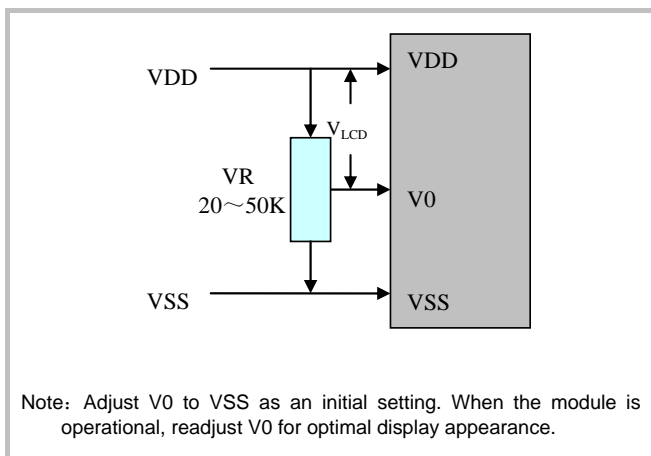 VDD
VDD
V_LCD
VR
20～50K
V0
VSS
VSS
Note：Adjust V0 to VSS as an initial setting. When the module is
operational, readjust V0 for optimal display appearance.